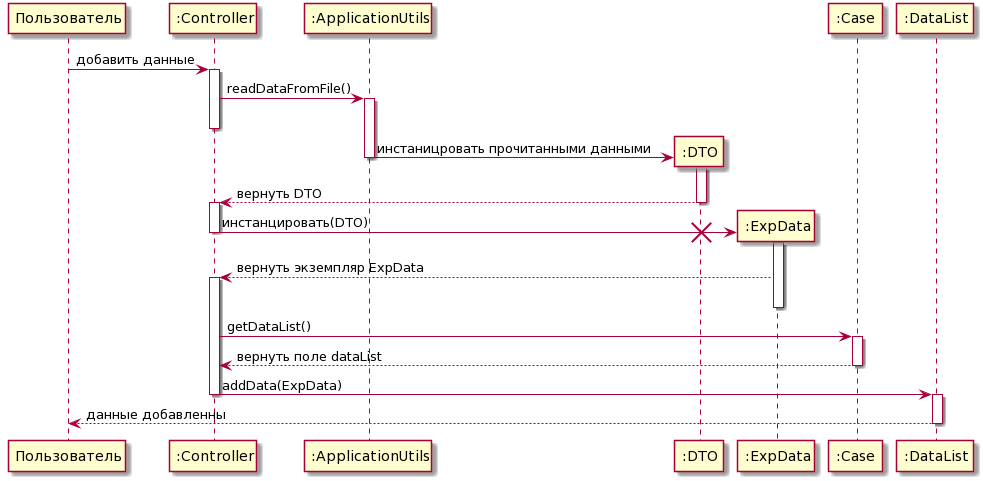 Пользователь
:Controller
:ApplicationUtils
:Case
:DataList
добавить данные
readDataFromFile()
инстаницровать прочитанными данными
:DTO
вернуть DTO
инстанцировать(DTO)
:ExpData
вернуть экземпляр ExpData
getDataList()
вернуть поле dataList
addData(ExpData)
данные добавленны
Пользователь
:Controller
:ApplicationUtils
:DTO
:ExpData
:Case
:DataList